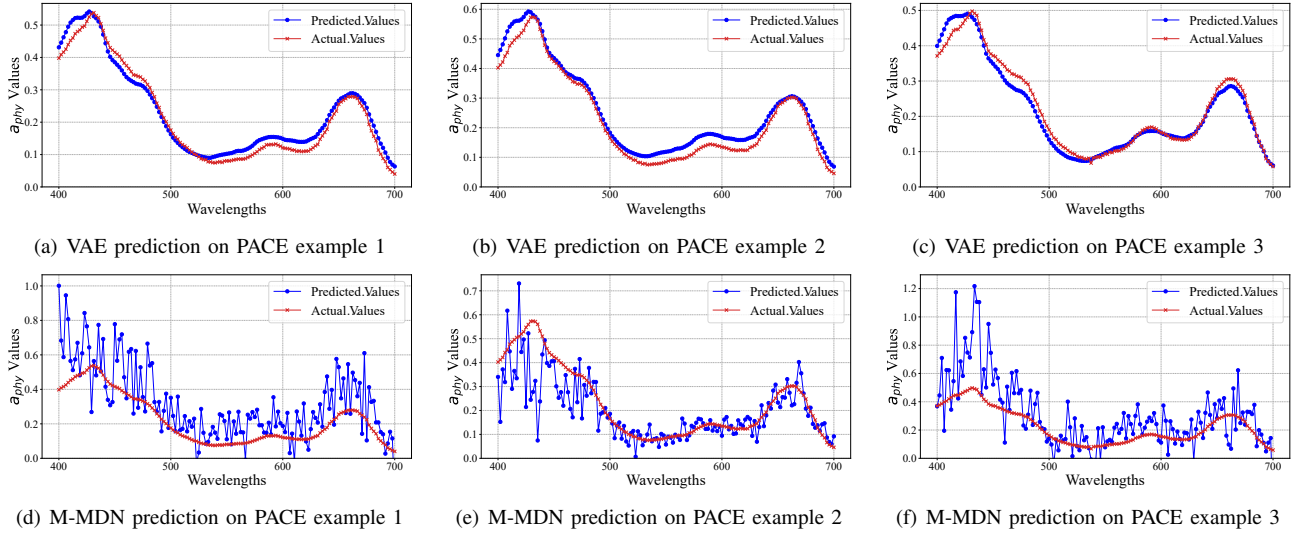 0.5
0.4
0.3
0.2
0.1
0.0
a_phy Values
Predicted.Values
Actual.Values
400
500
600
700
Wavelengths
(a) VAE prediction on PACE example 1
0.6
0.5
0.4
0.3
0.2
0.1
0.0
a_phy Values
Predicted.Values
Actual.Values
400
500
600
700
Wavelengths
(b) VAE prediction on PACE example 2
0.5
0.4
0.3
0.2
0.1
0.0
a_phy Values
Predicted.Values
Actual.Values
400
500
600
700
Wavelengths
(c) VAE prediction on PACE example 3
1.0
0.8
0.6
0.4
0.2
0.0
a_phy Values
Predicted.Values
Actual.Values
400
500
600
700
Wavelengths
(d) M-MDN prediction on PACE example 1
0.7
0.6
0.5
0.4
0.3
0.2
0.1
0.0
a_phy Values
Predicted.Values
Actual.Values
400
500
600
700
Wavelengths
(e) M-MDN prediction on PACE example 2
1.2
1.0
0.8
0.6
0.4
0.2
0.0
a_phy Values
Predicted.Values
Actual.Values
400
500
600
700
Wavelengths
(f) M-MDN prediction on PACE example 3